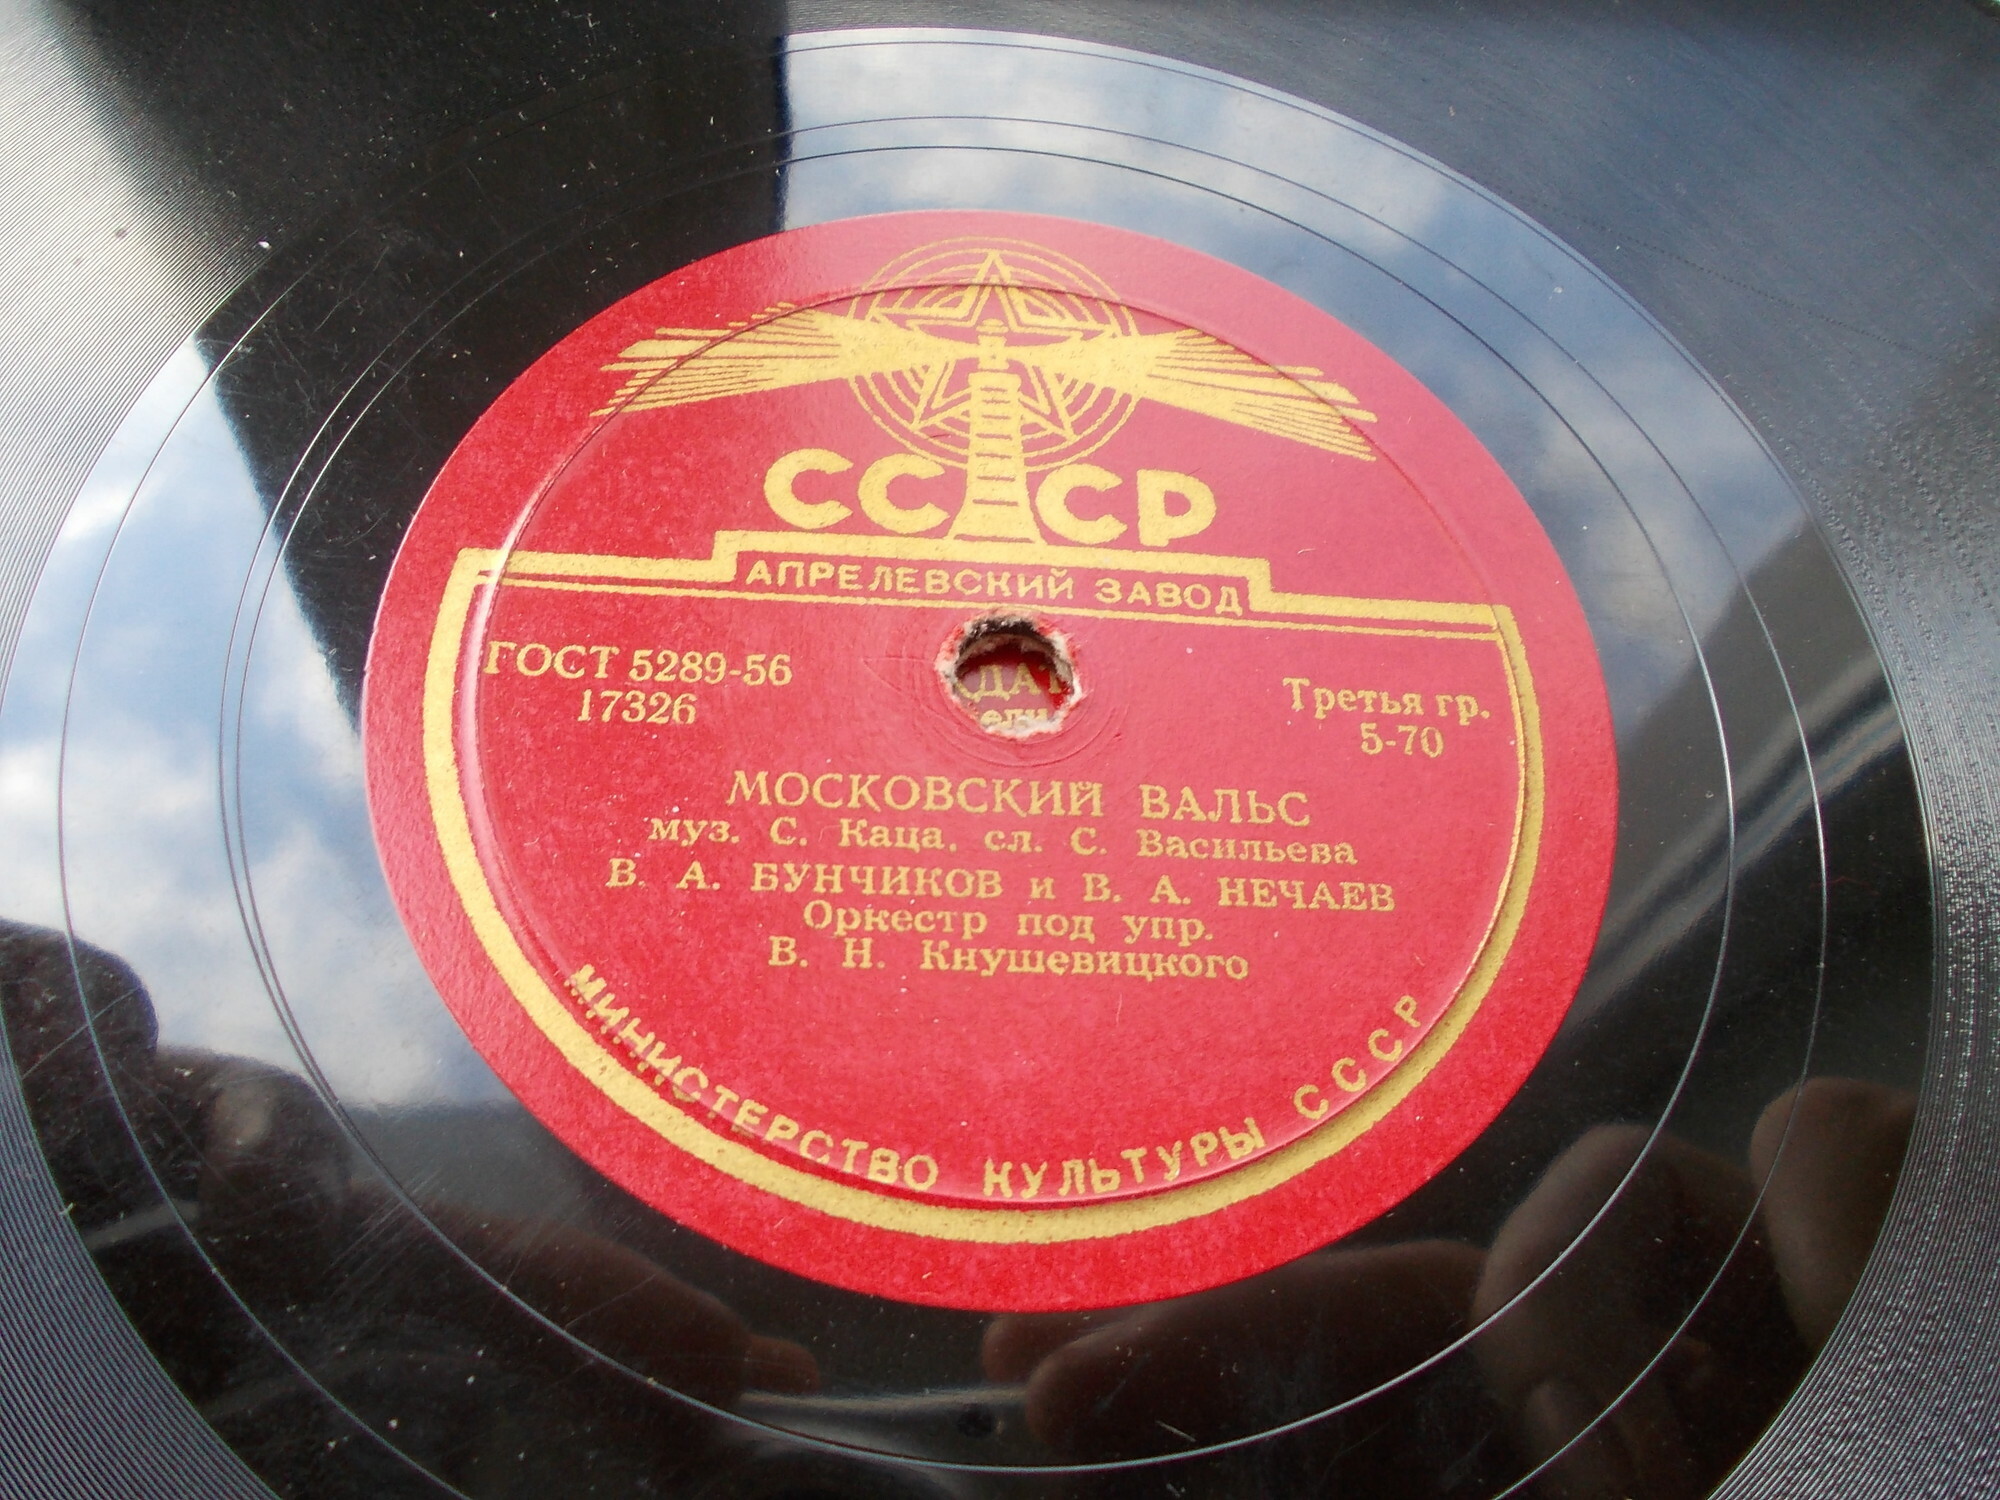 СССР
АПРЕЛЕВСКИЙ ЗАВОД
ГОСТ 5289-56
17326
Третья гр.
5-70
МОСКОВСКИЙ ВАЛЬС
муз. С. Каца, сл. С. Васильева
В. А. БУНЧИКОВ и В. А. НЕЧАЕВ
Оркестр под упр.
В. Н. Кнушевицкого
МИНИСТЕРСТВО КУЛЬТУРЫ СССР